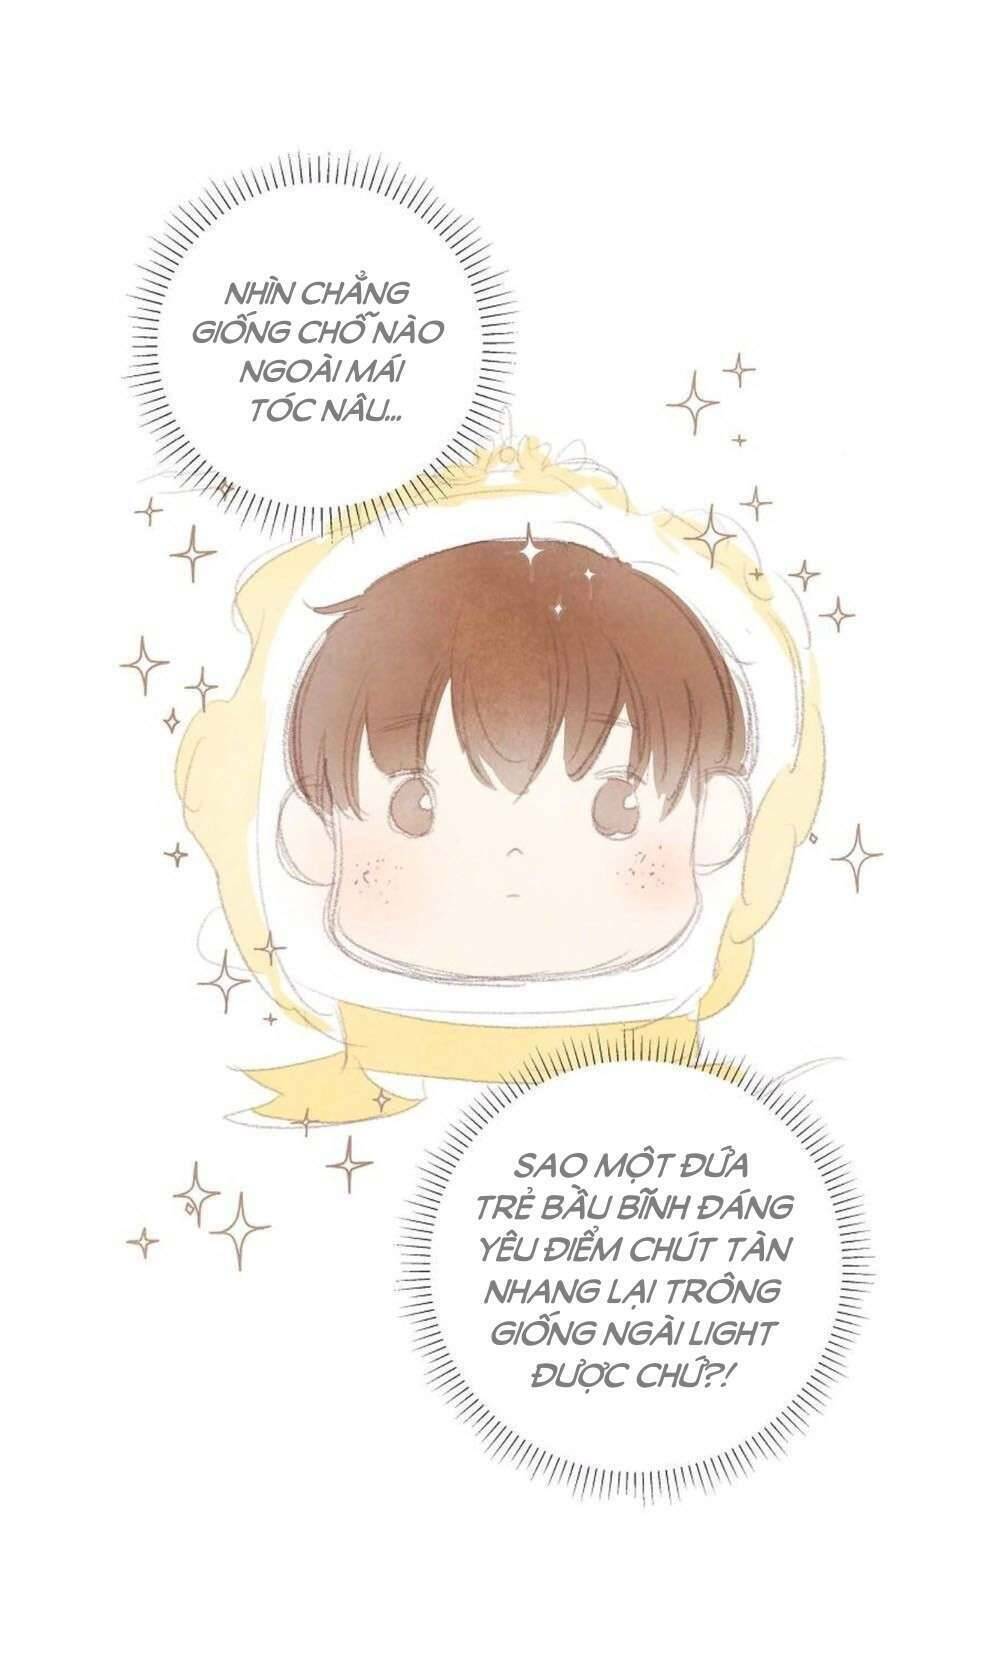 NHÌN CHẲNG
GIỐNG CHỖ NÀO
NGOÀI MÁI
TÓC NÂU...
SAO MỘT ĐỨA
TRẺ BẦU BĨNH ĐÁNG
YÊU ĐIỂM CHÚT TÀN
NHANG LẠI TRÔNG
GIỐNG NGÀI LIGHT
ĐƯỢC CHỨ?!